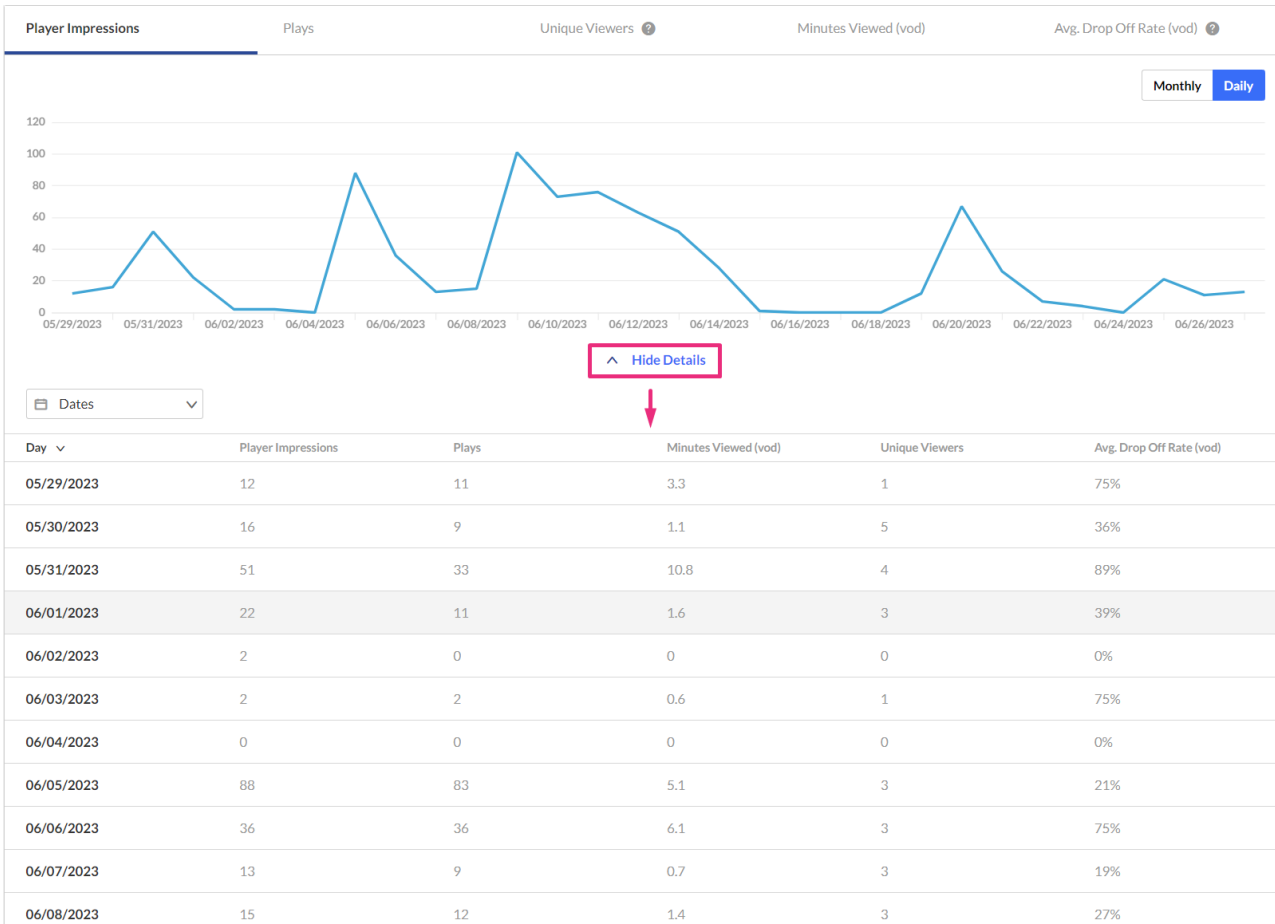 Player Impressions Plays Unique Viewers ? Minutes Viewed (vod) Avg. Drop Off Rate (vod) ?
Monthly Daily
120
100
80
60
40
20
0
05/29/2023 05/31/2023 06/02/2023 06/04/2023 06/06/2023 06/08/2023 06/10/2023 06/12/2023 06/14/2023 06/16/2023 06/18/2023 06/20/2023 06/22/2023 06/24/2023 06/26/2023
Hide Details
Dates
Day Player Impressions Plays Minutes Viewed (vod) Unique Viewers Avg. Drop Off Rate (vod)
05/29/2023 12 11 3.3 1 75%
05/30/2023 16 9 1.1 5 36%
05/31/2023 51 33 10.8 4 89%
06/01/2023 22 11 1.6 3 39%
06/02/2023 2 0 0 0 0%
06/03/2023 2 2 0.6 1 75%
06/04/2023 0 0 0 0 0%
06/05/2023 88 83 5.1 3 21%
06/06/2023 36 36 6.1 3 75%
06/07/2023 13 9 0.7 3 19%
06/08/2023 15 12 1.4 3 27%